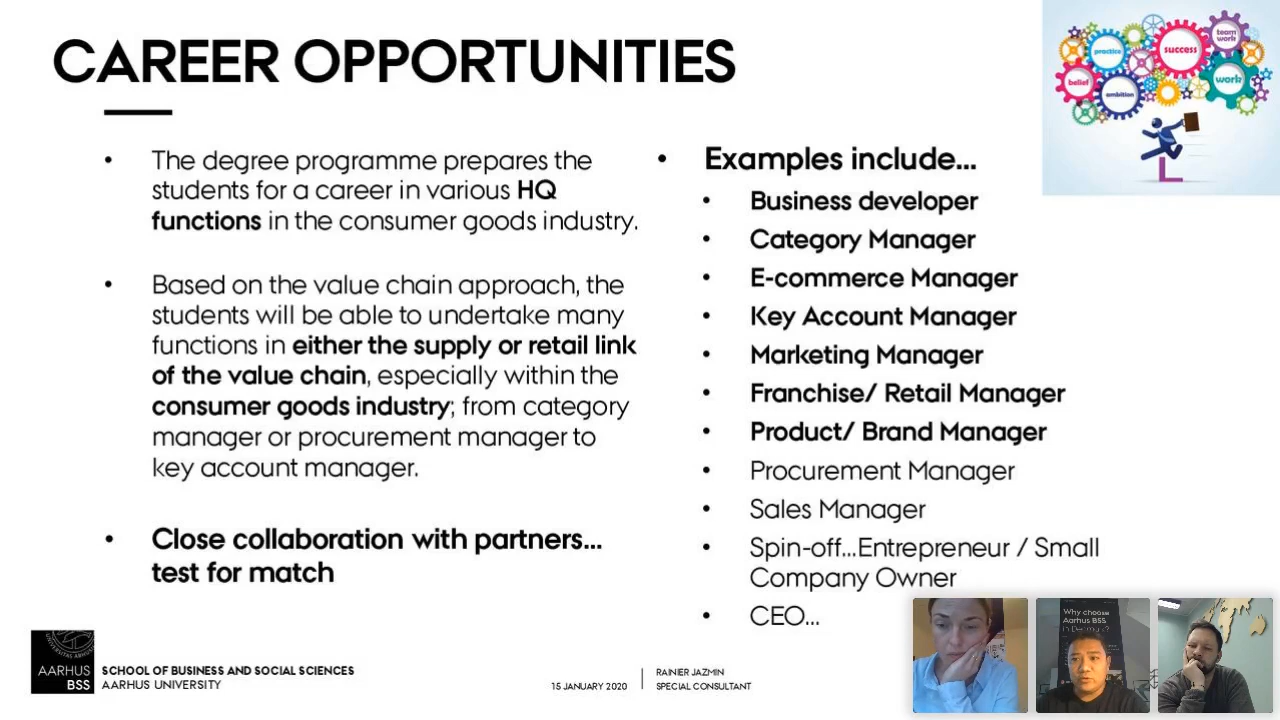 CAREER OPPORTUNITIES
practice
success
team work
belief
ambition
work
• The degree programme prepares the
students for a career in various HQ
functions in the consumer goods industry.
• Based on the value chain approach, the
students will be able to undertake many
functions in either the supply or retail link
of the value chain, especially within the
consumer goods industry; from category
manager or procurement manager to
key account manager.
• Close collaboration with partners...
test for match
• Examples include...
• Business developer
• Category Manager
• E-commerce Manager
• Key Account Manager
• Marketing Manager
• Franchise/ Retail Manager
• Product/ Brand Manager
• Procurement Manager
• Sales Manager
• Spin-off...Entrepreneur / Small
Company Owner
• CEO...
Why choose
Aarhus BSS
AARHUS
BSS
SCHOOL OF BUSINESS AND SOCIAL SCIENCES
AARHUS UNIVERSITY
15 JANUARY 2020
RAINIER JAZMIN
SPECIAL CONSULTANT